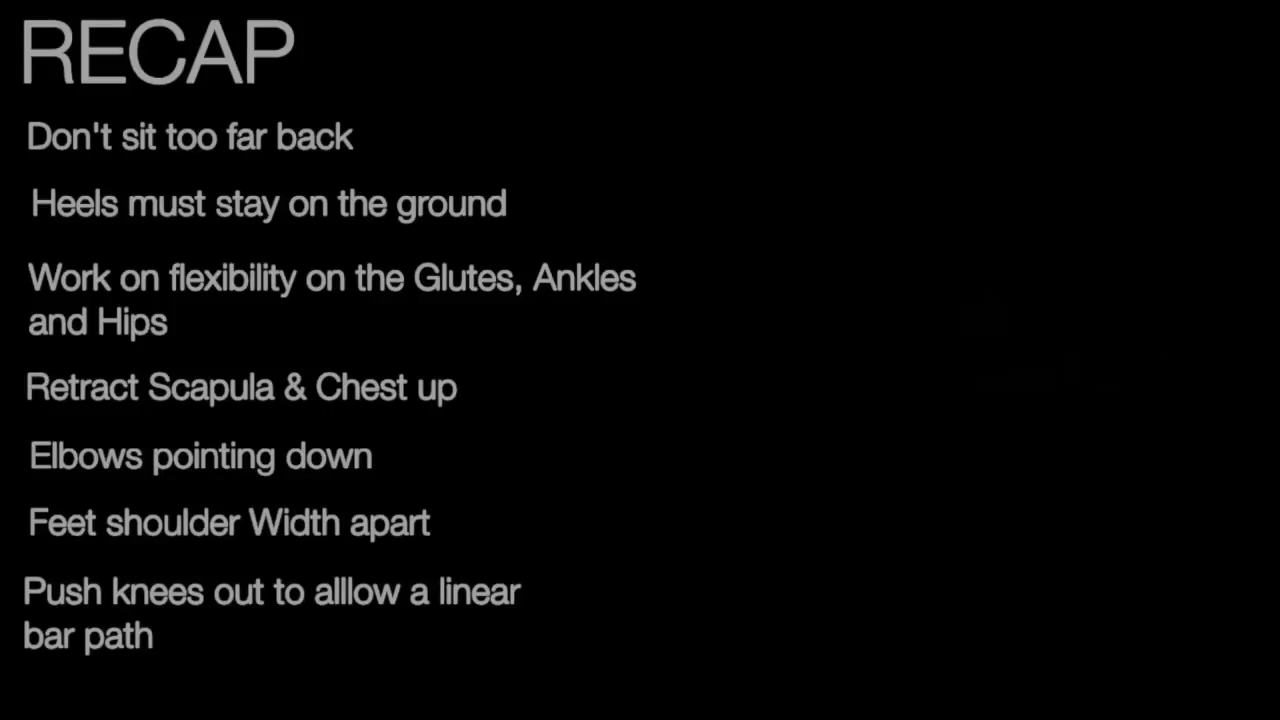 RECAP
Don't sit too far back
Heels must stay on the ground
Work on flexibility on the Glutes, Ankles
and Hips
Retract Scapula & Chest up
Elbows pointing down
Feet shoulder Width apart
Push knees out to alllow a linear
bar path